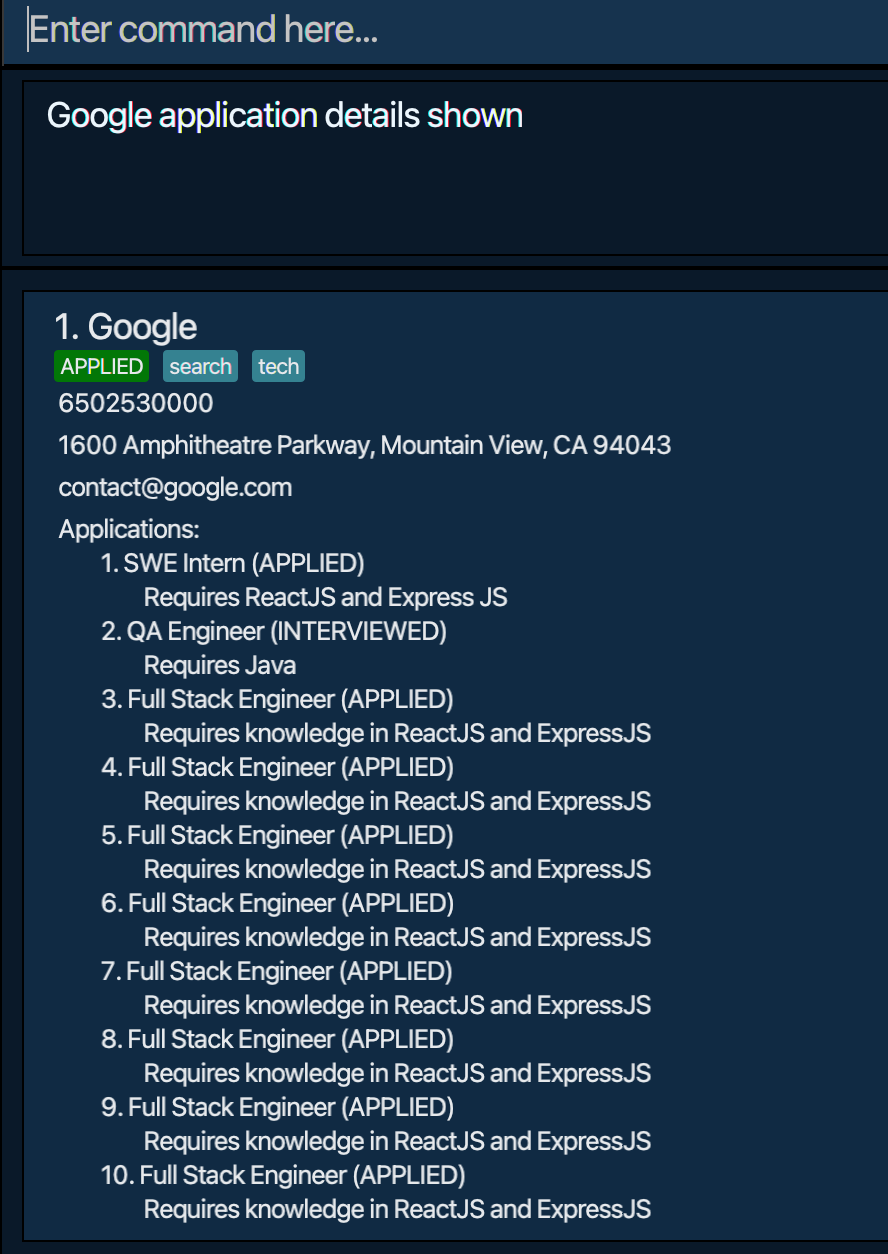 Enter command here...
Google application details shown
1. Google
APPLIED search tech
6502530000
1600 Amphitheatre Parkway, Mountain View, CA 94043
contact@google.com
Applications:
1. SWE Intern (APPLIED)
Requires ReactJS and Express JS
2. QA Engineer (INTERVIEWED)
Requires Java
3. Full Stack Engineer (APPLIED)
Requires knowledge in ReactJS and ExpressJS
4. Full Stack Engineer (APPLIED)
Requires knowledge in ReactJS and ExpressJS
5. Full Stack Engineer (APPLIED)
Requires knowledge in ReactJS and ExpressJS
6. Full Stack Engineer (APPLIED)
Requires knowledge in ReactJS and ExpressJS
7. Full Stack Engineer (APPLIED)
Requires knowledge in ReactJS and ExpressJS
8. Full Stack Engineer (APPLIED)
Requires knowledge in ReactJS and ExpressJS
9. Full Stack Engineer (APPLIED)
Requires knowledge in ReactJS and ExpressJS
10. Full Stack Engineer (APPLIED)
Requires knowledge in ReactJS and ExpressJS